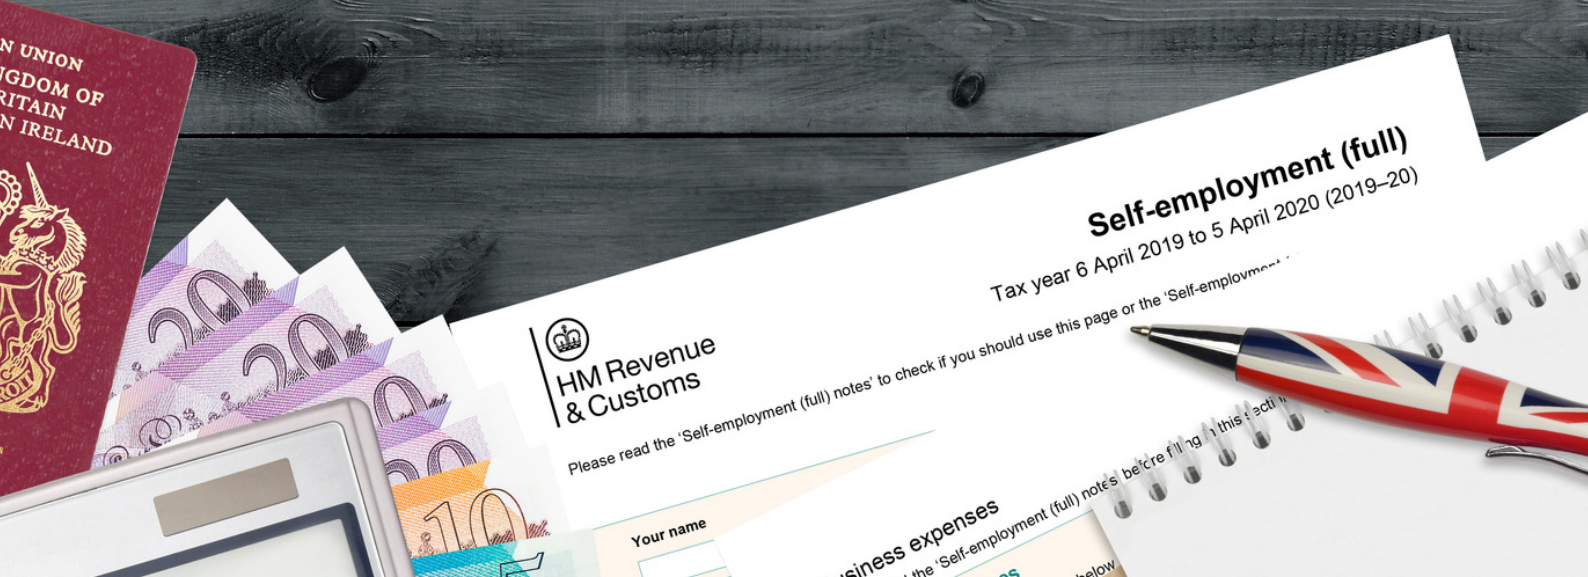 N UNION
NGDOM OF
RITAIN
N IRELAND
20
20
20
10
HM Revenue
& Customs
Self-employment (full)
Tax year 6 April 2019 to 5 April 2020 (2019–20)
Please read the ‘Self-employment (full) notes’ to check if you should use this page or the ‘Self-employment
Your name
usiness expenses
the ‘Self-employment (full) notes’ before filling in this secti
below